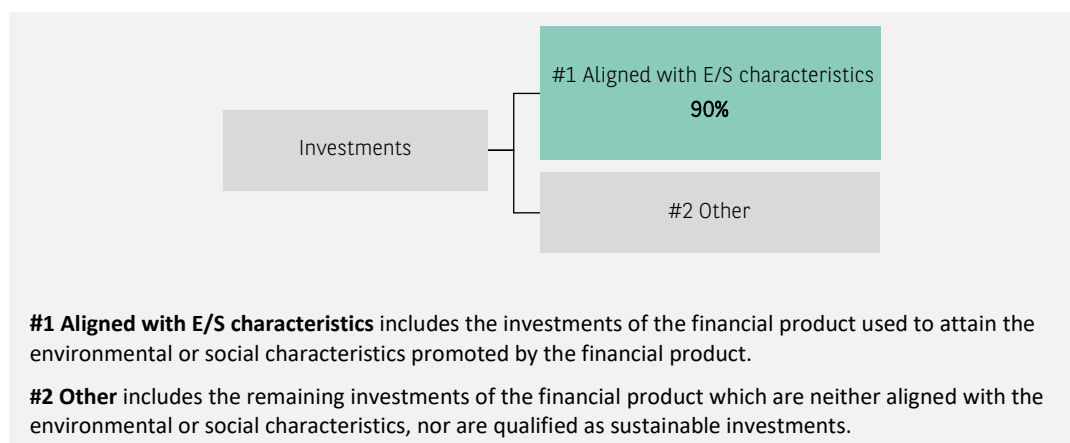 #1 Aligned with E/S characteristics
90%
Investments
#2 Other
#1 Aligned with E/S characteristics includes the investments of the financial product used to attain the
environmental or social characteristics promoted by the financial product.
#2 Other includes the remaining investments of the financial product which are neither aligned with the
environmental or social characteristics, nor are qualified as sustainable investments.